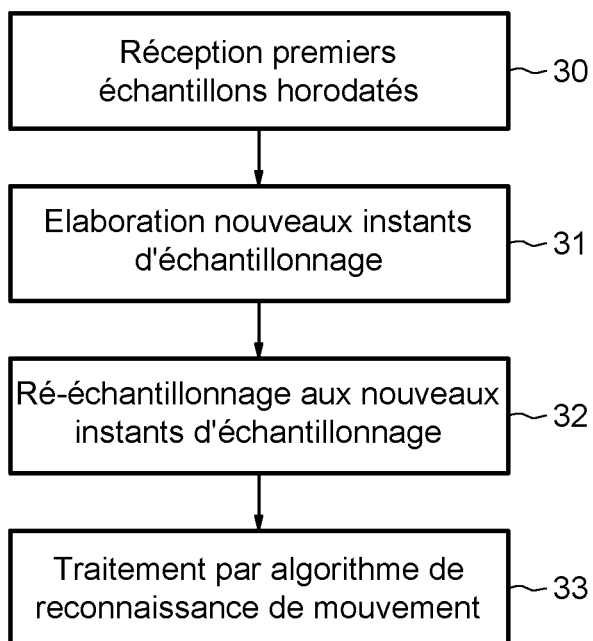 Réception premiers
échantillons horodatés
30
Elaboration nouveaux instants
d'échantillonnage
31
Ré-échantillonnage aux nouveaux
instants d'échantillonnage
32
Traitement par algorithme de
reconnaissance de mouvement
33